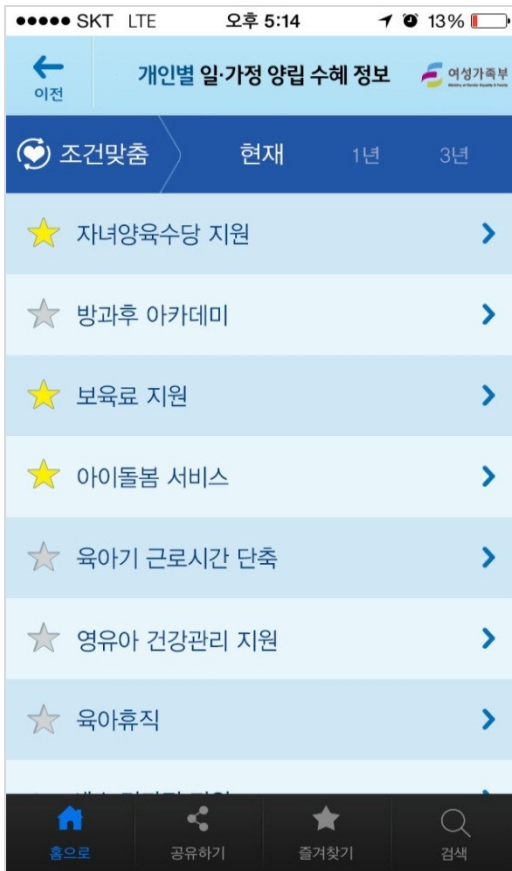 SKT LTE 오후 5:14 13%
이전
개인별 일·가정 양립 수혜 정보
여성가족부
Ministry of Gender Equality & Family
조건맞춤 현재 1년 3년
자녀양육수당 지원
방과후 아카데미
보육료 지원
아이돌봄 서비스
육아기 근로시간 단축
영유아 건강관리 지원
육아휴직
홈으로 공유하기 즐겨찾기 검색